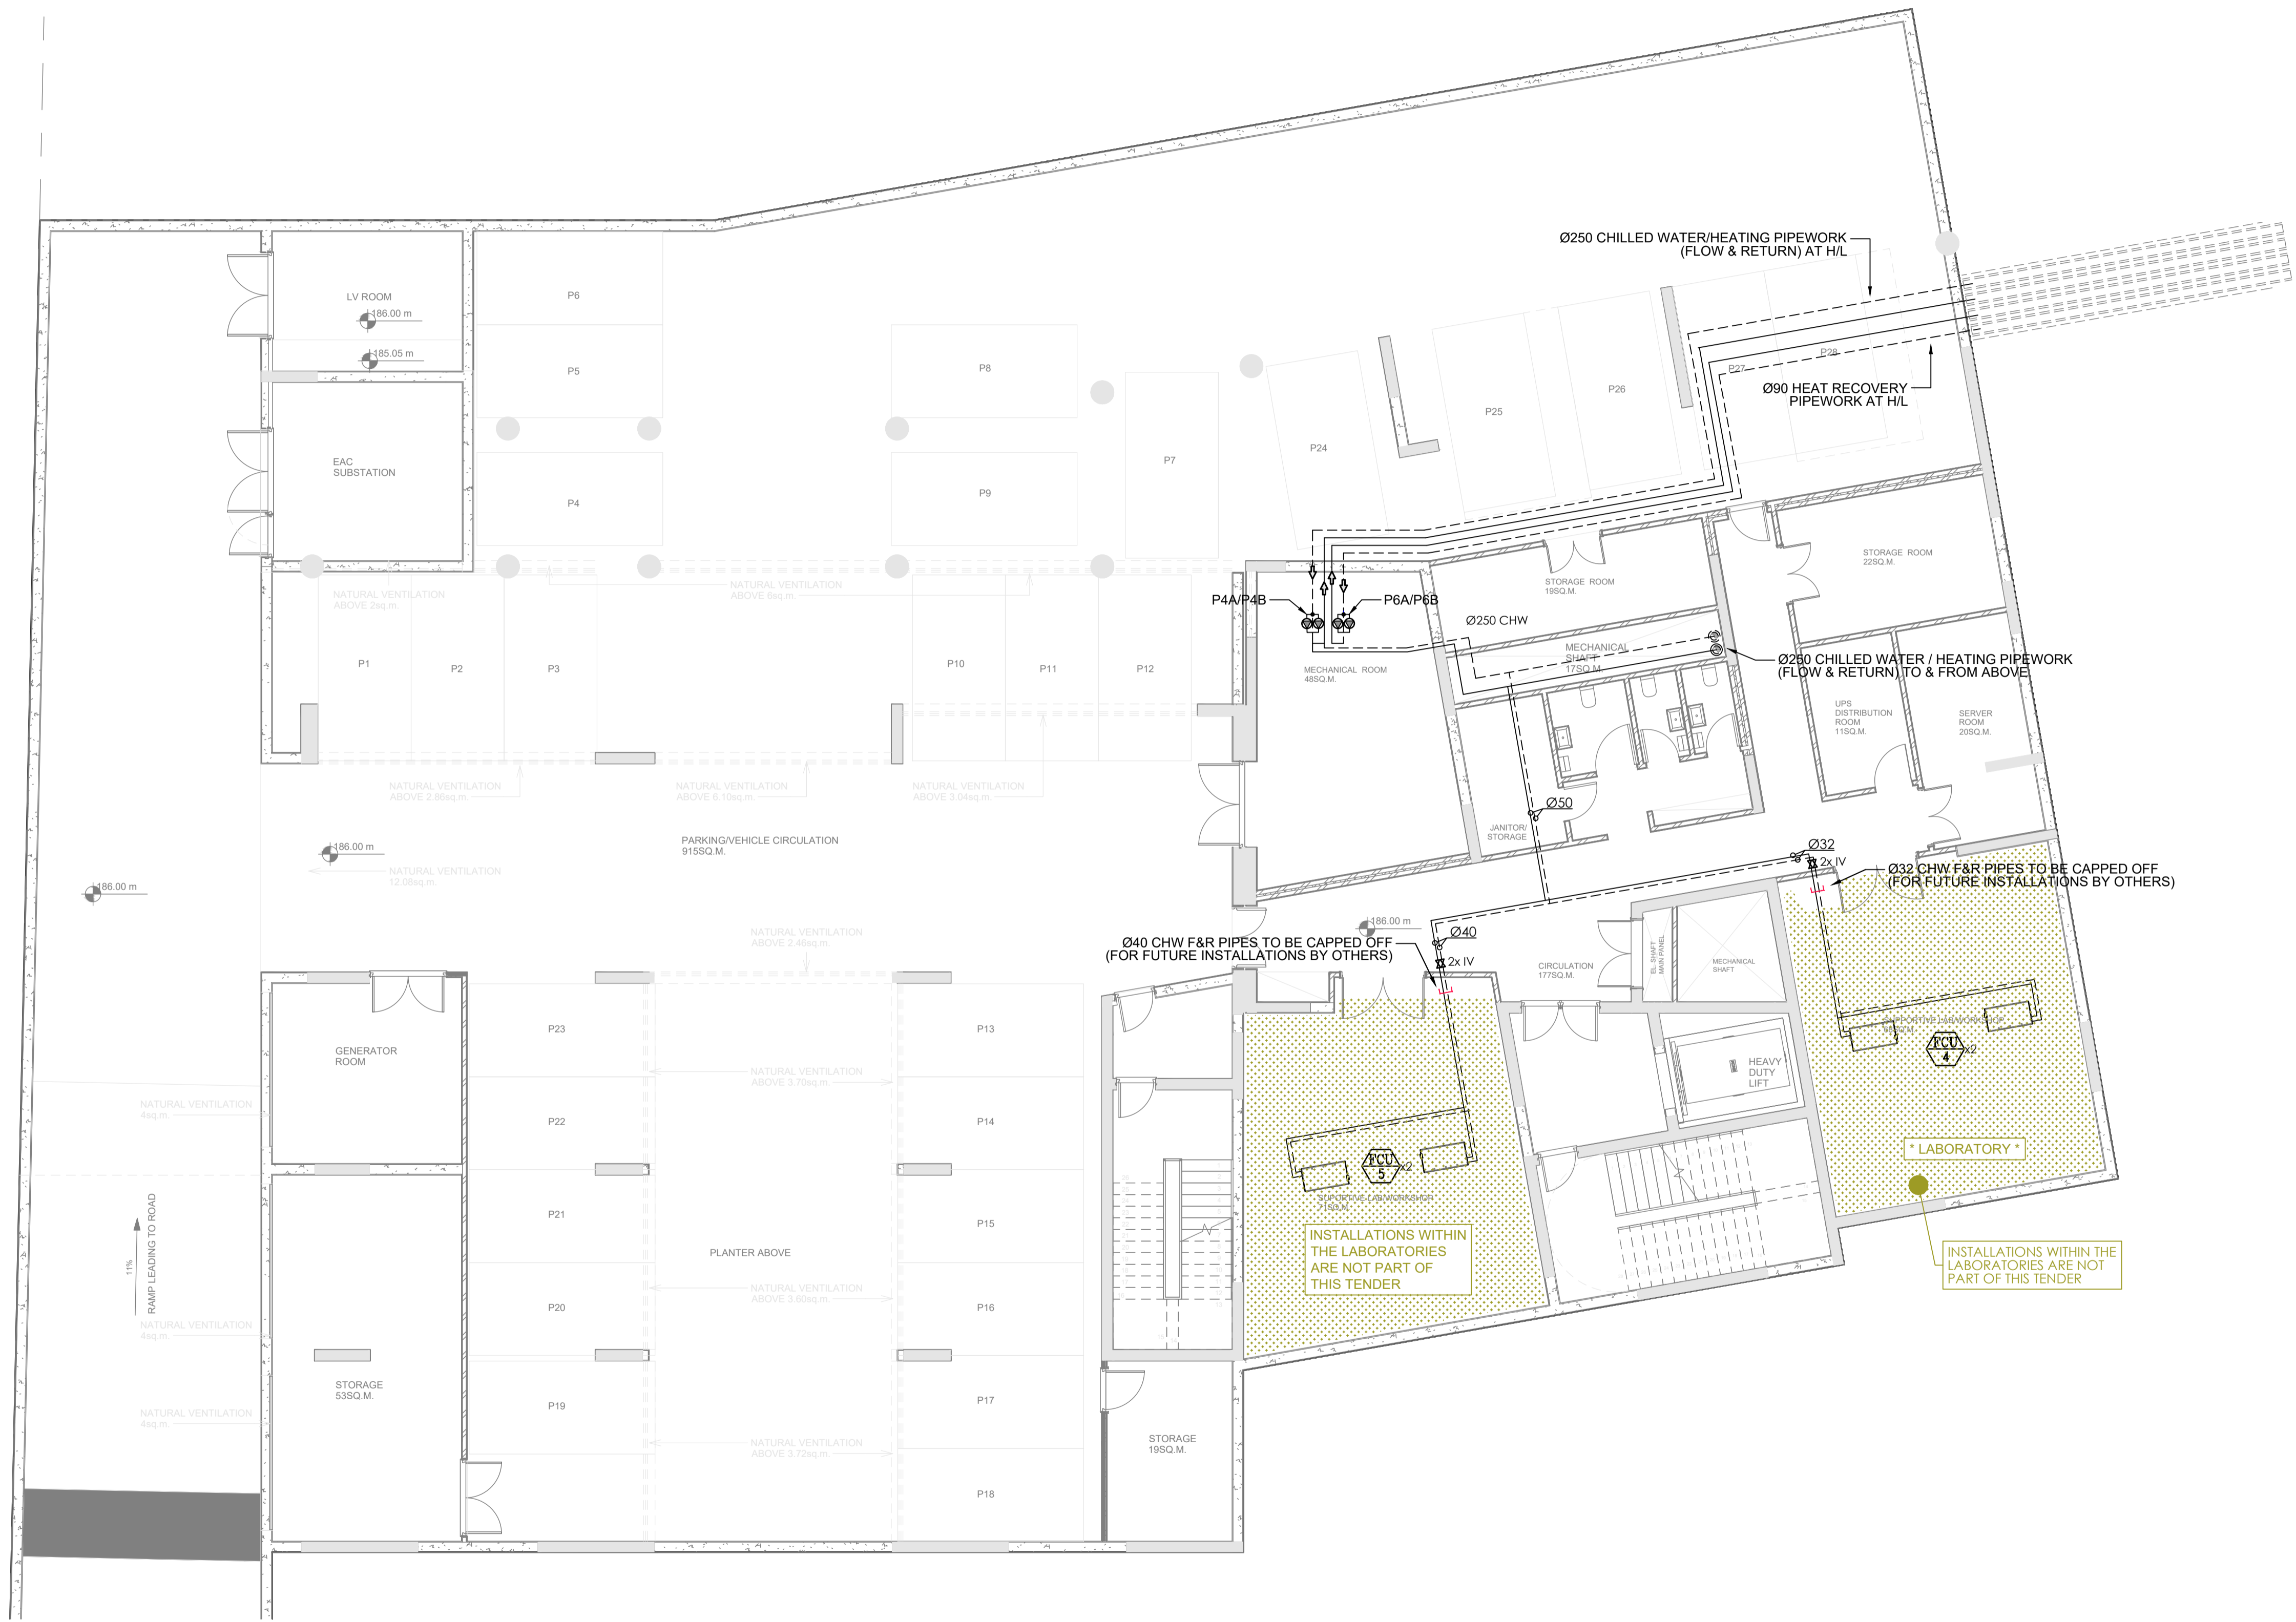 Ø250 CHILLED WATER/HEATING PIPEWORK
(FLOW & RETURN) AT H/L
LV ROOM
186.00 m
185.05 m
P6
P5
P8
P28
P27
P26
P25
Ø90 HEAT RECOVERY
PIPEWORK AT H/L
EAC
SUBSTATION
P4
P9
P7
P24
STORAGE ROOM
22SQ.M.
NATURAL VENTILATION
ABOVE 2sq.m.
NATURAL VENTILATION
ABOVE 6sq.m.
STORAGE ROOM
19SQ.M.
P4A/P4B
P6A/P6B
Ø250 CHW
P1
P2
P3
P10
P11
P12
MECHANICAL ROOM
48SQ.M.
MECHANICAL
SHAFT
17SQ.M.
Ø250 CHILLED WATER / HEATING PIPEWORK
(FLOW & RETURN) TO & FROM ABOVE
UPS
DISTRIBUTION
ROOM
11SQ.M.
SERVER
ROOM
20SQ.M.
NATURAL VENTILATION
ABOVE 2.86sq.m.
NATURAL VENTILATION
ABOVE 6.10sq.m.
NATURAL VENTILATION
ABOVE 3.04sq.m.
Ø50
JANITOR/
STORAGE
186.00 m
PARKING/VEHICLE CIRCULATION
915SQ.M.
NATURAL VENTILATION
12.08sq.m.
186.00 m
Ø32
2x IV
Ø32 CHW F&R PIPES TO BE CAPPED OFF
(FOR FUTURE INSTALLATIONS BY OTHERS)
186.00 m
NATURAL VENTILATION
ABOVE 2.46sq.m.
Ø40 CHW F&R PIPES TO BE CAPPED OFF
(FOR FUTURE INSTALLATIONS BY OTHERS)
Ø40
2x IV
CIRCULATION
177SQ.M.
EL.SHAFT
MAIN PANEL
MECHANICAL
SHAFT
P23
P13
GENERATOR
ROOM
NATURAL VENTILATION
ABOVE 3.70sq.m.
SUPPORTIVE LAB/WORKSHOP
FCU
4
x2
HEAVY
DUTY
LIFT
NATURAL VENTILATION
4sq.m.
P22
P14
* LABORATORY *
FCU
5
x2
SUPORTIVE LAB/WORKSHOP
71SQ.M.
11%
RAMP LEADING TO ROAD
P21
P15
PLANTER ABOVE
INSTALLATIONS WITHIN
THE LABORATORIES
ARE NOT PART OF
THIS TENDER
INSTALLATIONS WITHIN THE
LABORATORIES ARE NOT
PART OF THIS TENDER
NATURAL VENTILATION
ABOVE 3.60sq.m.
P20
P16
NATURAL VENTILATION
4sq.m.
STORAGE
53SQ.M.
P19
P17
NATURAL VENTILATION
4sq.m.
NATURAL VENTILATION
ABOVE 3.72sq.m.
STORAGE
19SQ.M.
P18